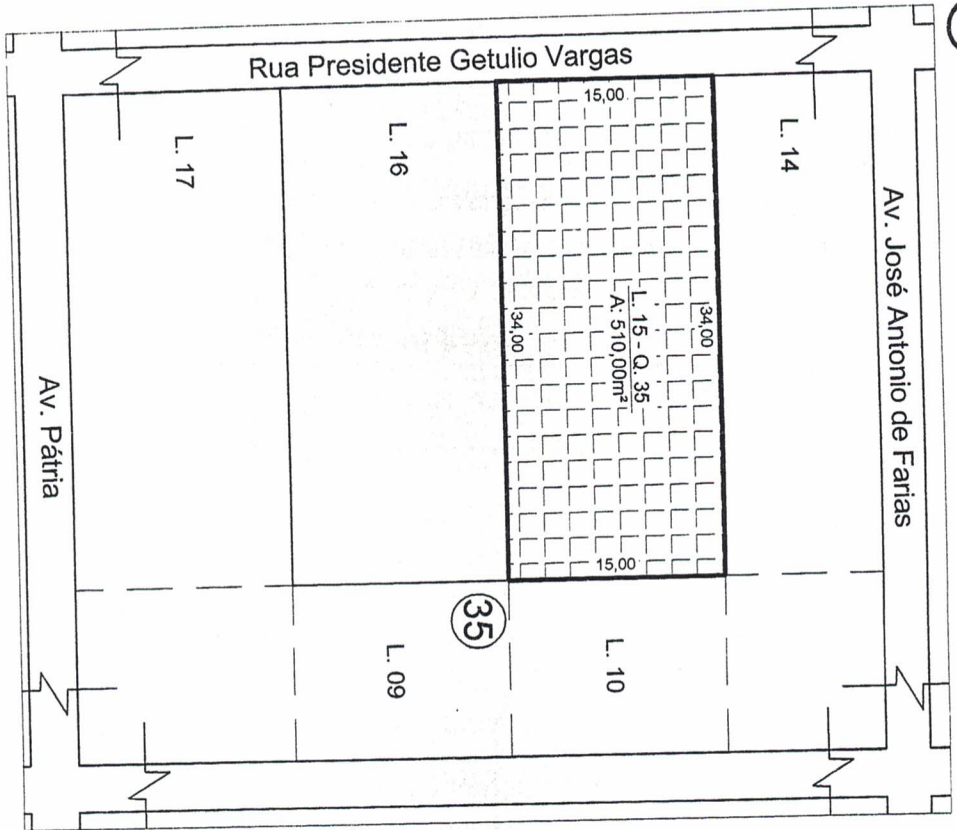 Rua Presidente Getulio Vargas
15,00
L. 17
L. 16
L. 14
Av. José Antonio de Farias
34,00
L. 15 - Q. 35
A: 510,00m²
34,00
Av. Pátria
15,00
35
L. 09
L. 10